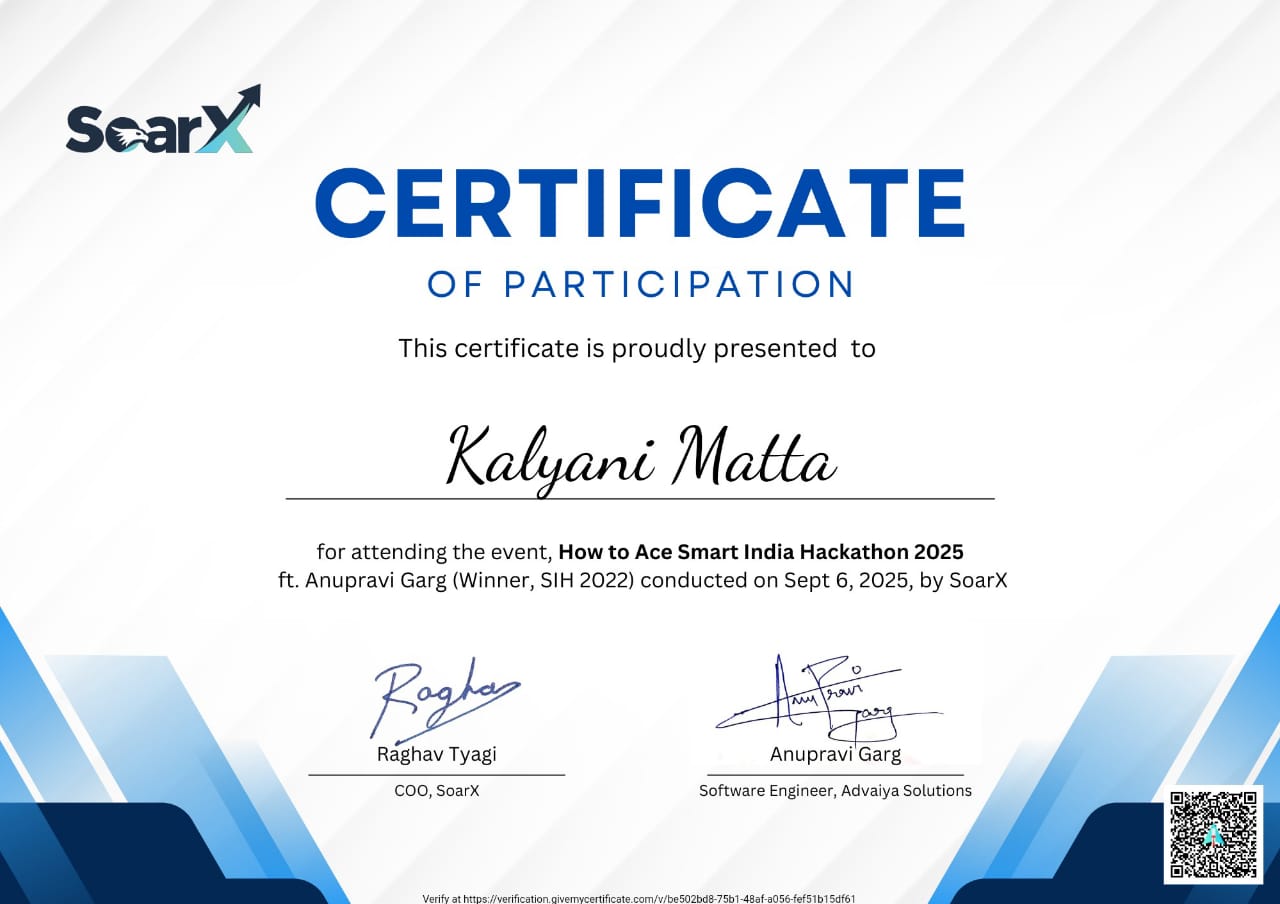 SoarX
CERTIFICATE
OF PARTICIPATION
This certificate is proudly presented to
Kalyani Matta
for attending the event, How to Ace Smart India Hackathon 2025
ft. Anupravi Garg (Winner, SIH 2022) conducted on Sept 6, 2025, by SoarX
Raghav
Anupravi
Garg
Raghav Tyagi
Anupravi Garg
COO, SoarX
Software Engineer, Advaiya Solutions
Verify at https://verification.givemycertificate.com/v/be502bd8-75b1-48af-a056-fef51b15df61